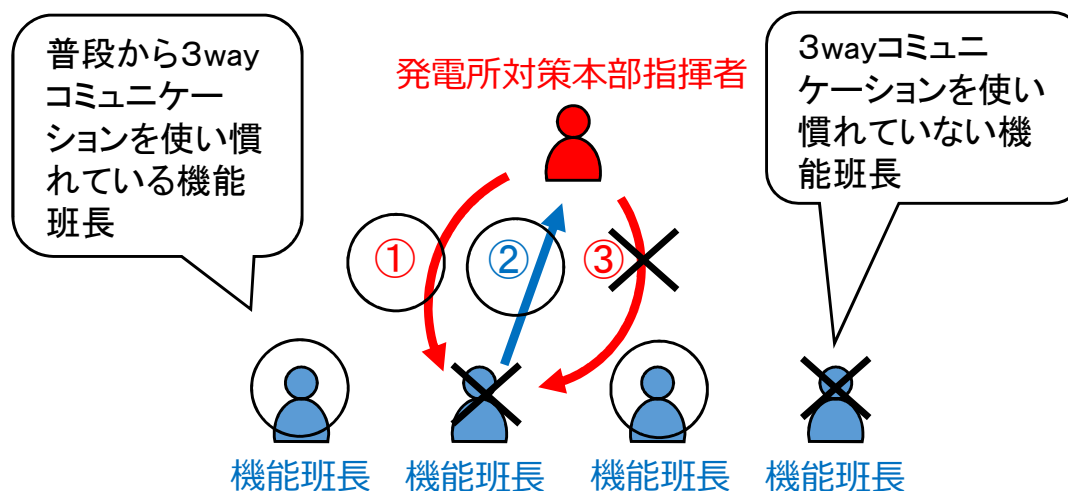 普段から3way
コミュニケー
ションを使い慣
れている機能
班長
発電所対策本部指揮者
3wayコミュニ
ケーションを使い
慣れていない機
能班長
①
②
③
機能班長
機能班長
機能班長
機能班長